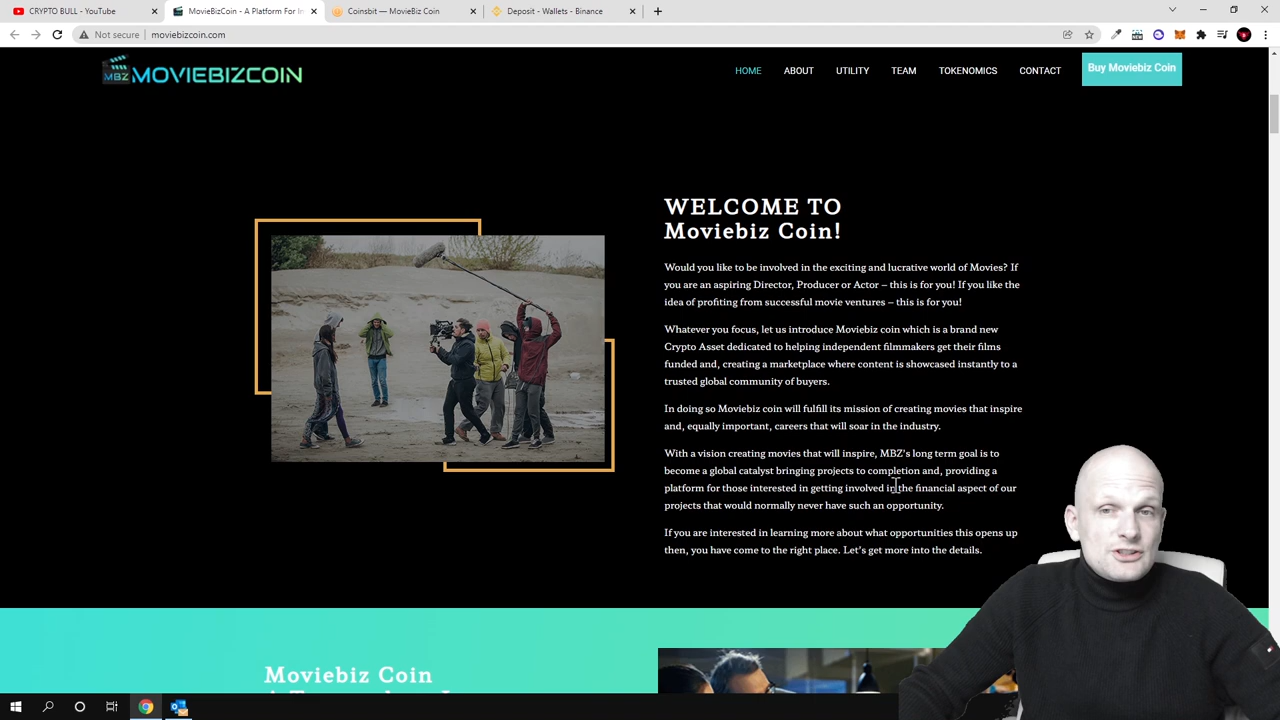 CRYPTO BULL - YouTube
MovieBizCoin - A Platform For In
Coinsbit — MovieBiz Coin
Deposit - Wallets - Binance
Not secure
moviebizcoin.com
MBZ MOVIEBIZCOIN
HOME
ABOUT
UTILITY
TEAM
TOKENOMICS
CONTACT
Buy Moviebiz Coin
WELCOME TO
Moviebiz Coin!
Would you like to be involved in the exciting and lucrative world of Movies? If
you are an aspiring Director, Producer or Actor – this is for you! If you like the
idea of profiting from successful movie ventures – this is for you!
Whatever you focus, let us introduce Moviebiz coin which is a brand new
Crypto Asset dedicated to helping independent filmmakers get their films
funded and, creating a marketplace where content is showcased instantly to a
trusted global community of buyers.
In doing so Moviebiz coin will fulfill its mission of creating movies that inspire
and, equally important, careers that will soar in the industry.
With a vision creating movies that will inspire, MBZ's long term goal is to
become a global catalyst bringing projects to completion and, providing a
platform for those interested in getting involved in the financial aspect of our
projects that would normally never have such an opportunity.
If you are interested in learning more about what opportunities this opens up
then, you have come to the right place. Let's get more into the details.
Moviebiz Coin